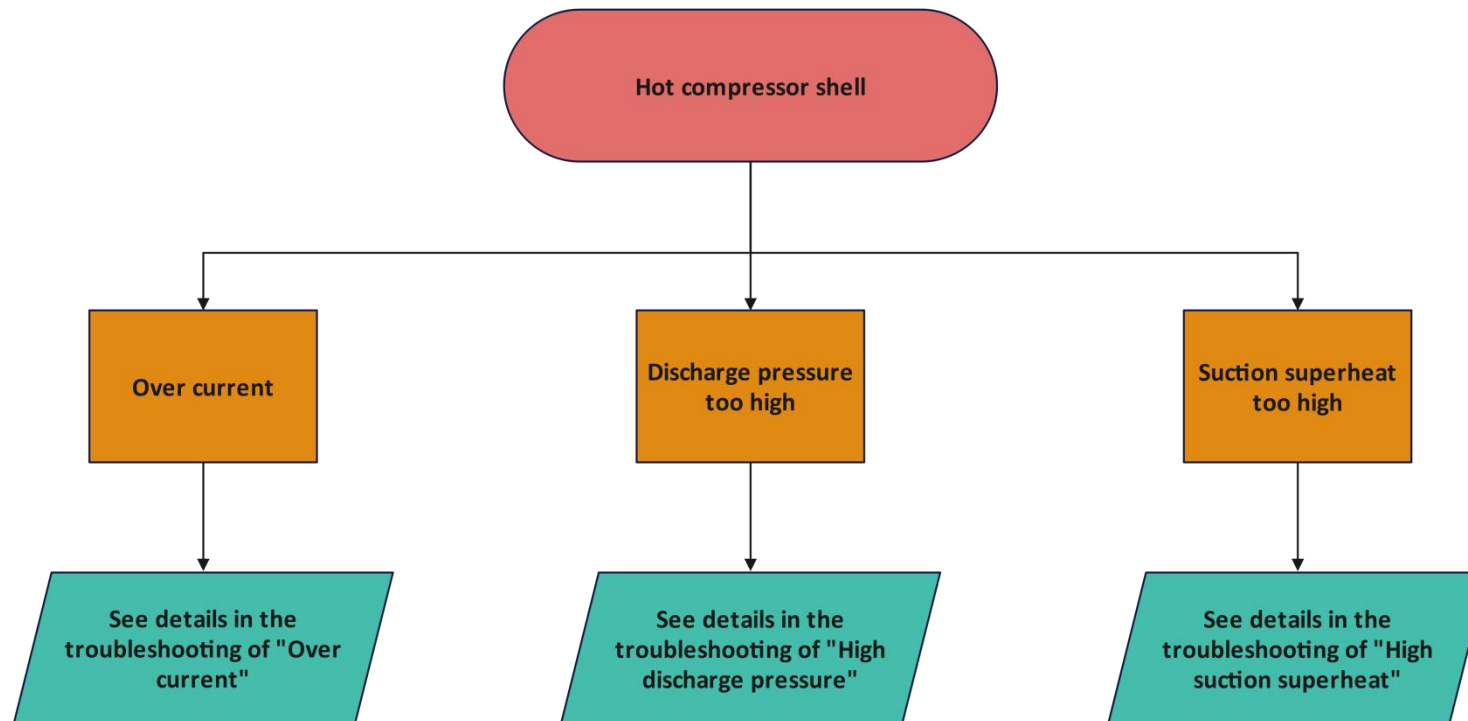 Hot compressor shell
Over current
Discharge pressure
too high
Suction superheat
too high
See details in the
troubleshooting of "Over
current"
See details in the
troubleshooting of "High
discharge pressure"
See details in the
troubleshooting of "High
suction superheat"